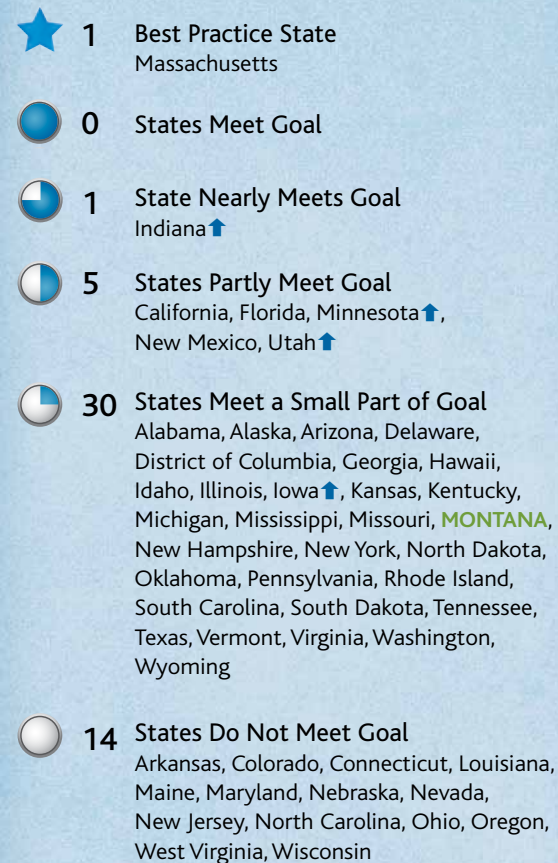 1 Best Practice State
Massachusetts
0 States Meet Goal
1 State Nearly Meets Goal
Indiana⬆
5 States Partly Meet Goal
California, Florida, Minnesota⬆,
New Mexico, Utah⬆
30 States Meet a Small Part of Goal
Alabama, Alaska, Arizona, Delaware,
District of Columbia, Georgia, Hawaii,
Idaho, Illinois, Iowa⬆, Kansas, Kentucky,
Michigan, Mississippi, Missouri, MONTANA,
New Hampshire, New York, North Dakota,
Oklahoma, Pennsylvania, Rhode Island,
South Carolina, South Dakota, Tennessee,
Texas, Vermont, Virginia, Washington,
Wyoming
14 States Do Not Meet Goal
Arkansas, Colorado, Connecticut, Louisiana,
Maine, Maryland, Nebraska, Nevada,
New Jersey, North Carolina, Ohio, Oregon,
West Virginia, Wisconsin